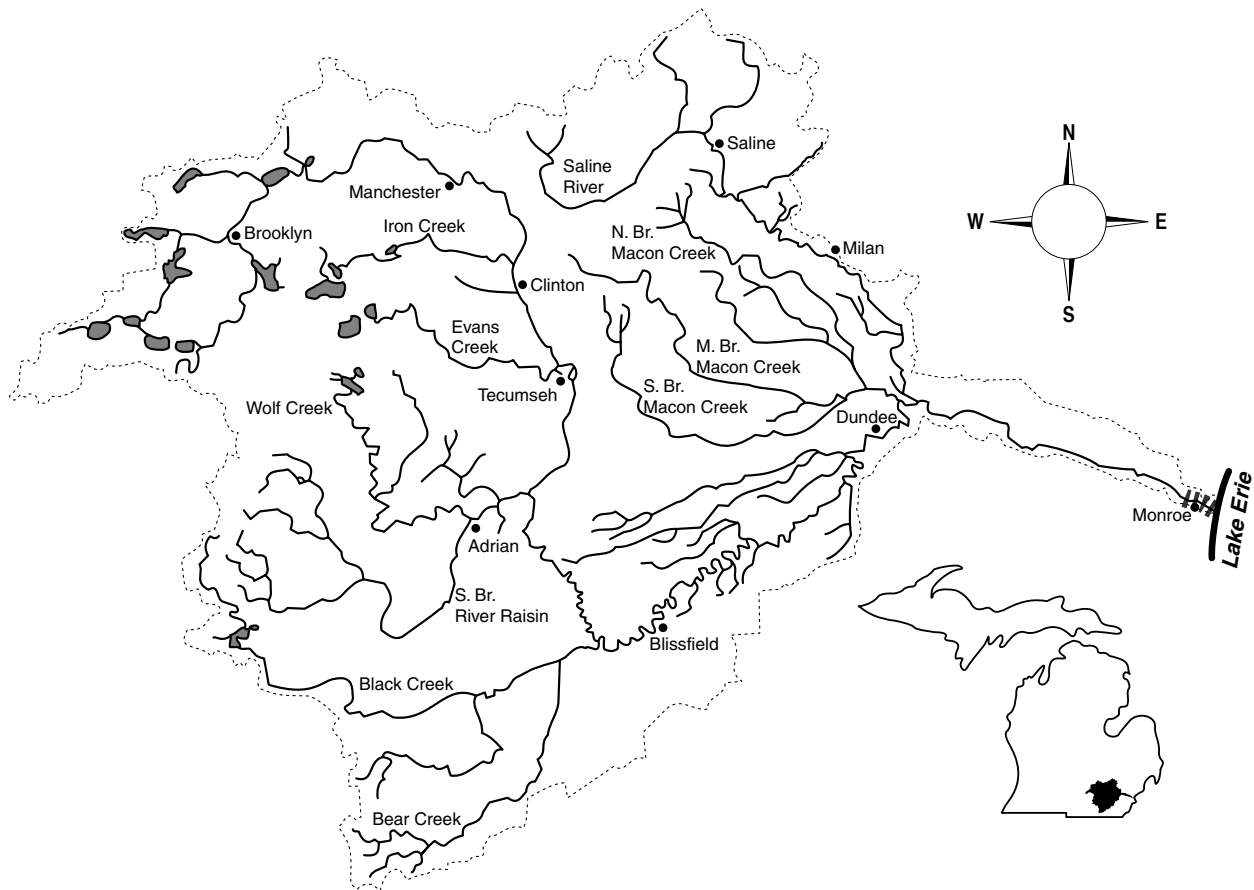 Saline
Saline
River
N
W
E
S
Manchester
Iron Creek
Brooklyn
N. Br.
Macon Creek
Milan
Clinton
Evans
Creek
M. Br.
Macon Creek
Tecumseh
S. Br.
Macon Creek
Wolf Creek
Dundee
Monroe
Lake Erie
Adrian
S. Br.
River Raisin
Blissfield
Black Creek
Bear Creek